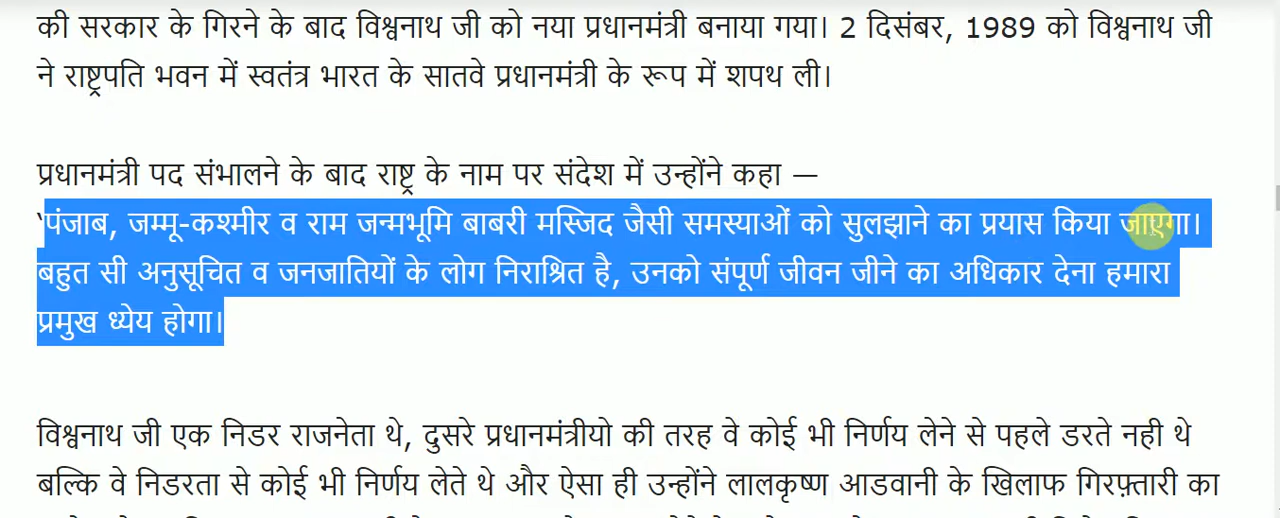 की सरकार के गिरने के बाद विश्वनाथ जी को नया प्रधानमंत्री बनाया गया। 2 दिसंबर, 1989 को विश्वनाथ जी
ने राष्ट्रपति भवन में स्वतंत्र भारत के सातवे प्रधानमंत्री के रूप में शपथ ली।
प्रधानमंत्री पद संभालने के बाद राष्ट्र के नाम पर संदेश में उन्होंने कहा —
‘पंजाब, जम्मू-कश्मीर व राम जन्मभूमि बाबरी मस्जिद जैसी समस्याओं को सुलझाने का प्रयास किया जाएगा।
बहुत सी अनुसूचित व जनजातियों के लोग निराश्रित है, उनको संपूर्ण जीवन जीने का अधिकार देना हमारा
प्रमुख ध्येय होगा।
विश्वनाथ जी एक निडर राजनेता थे, दुसरे प्रधानमंत्रीयो की तरह वे कोई भी निर्णय लेने से पहले डरते नही थे
बल्कि वे निडरता से कोई भी निर्णय लेते थे और ऐसा ही उन्होंने लालकृष्ण आडवानी के खिलाफ गिरफ़्तारी का